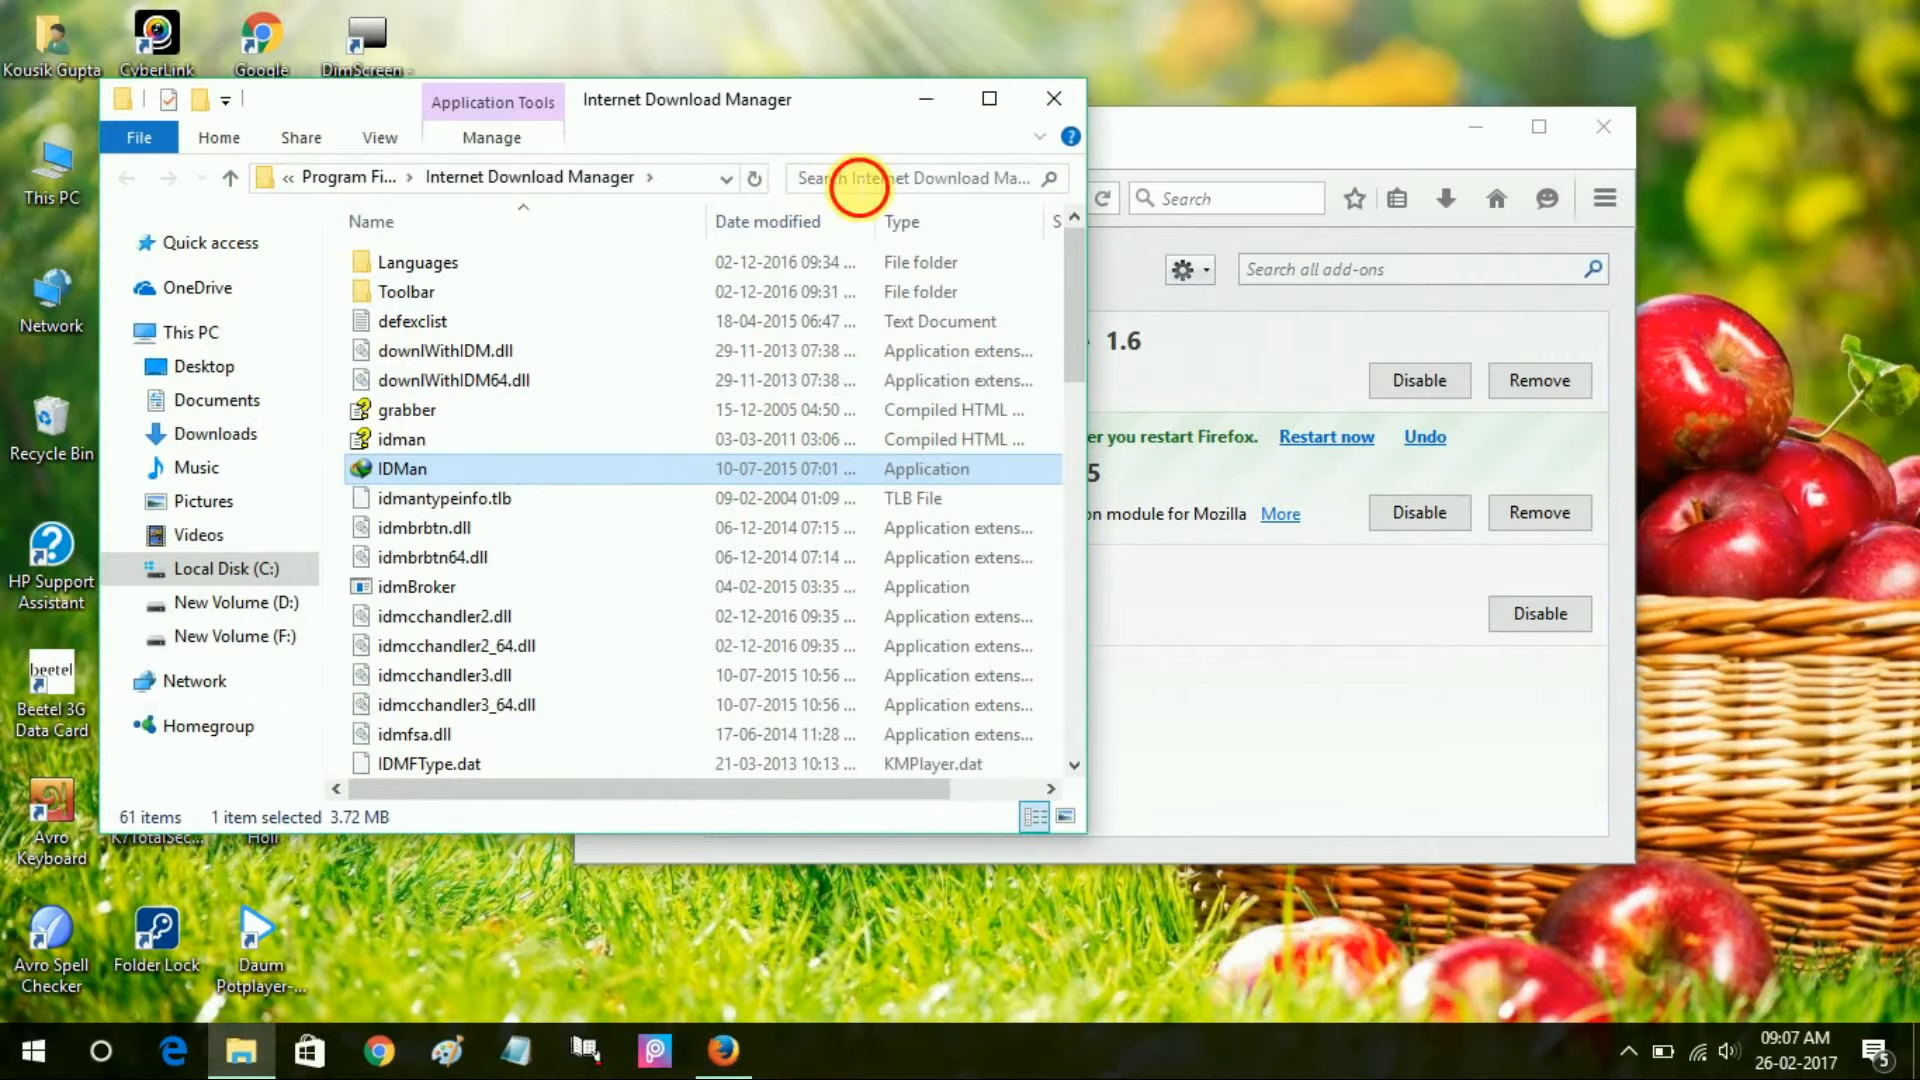 Kousik Gupta
CyberLink
Google
DimScreen -
This PC
Network
Recycle Bin
HP Support
Assistant
beetel
Beetel 3G
Data Card
Avro
Keyboard
K7TotalSec...
Holi
Avro Spell
Checker
Folder Lock
Daum
Potplayer-...
Application Tools
Internet Download Manager
File
Home
Share
View
Manage
« Program Fi... › Internet Download Manager ›
Search Internet Download Ma...
Name
Date modified
Type
S
Quick access
OneDrive
This PC
Desktop
Documents
Downloads
Music
Pictures
Videos
Local Disk (C:)
New Volume (D:)
New Volume (F:)
Network
Homegroup
Languages 02-12-2016 09:34 ... File folder
Toolbar 02-12-2016 09:31 ... File folder
defexclist 18-04-2015 06:47 ... Text Document
downlWithIDM.dll 29-11-2013 07:38 ... Application extens...
downlWithIDM64.dll 29-11-2013 07:38 ... Application extens...
grabber 15-12-2005 04:50 ... Compiled HTML ...
idman 03-03-2011 03:06 ... Compiled HTML ...
IDMan 10-07-2015 07:01 ... Application
idmantypeinfo.tlb 09-02-2004 01:09 ... TLB File
idmbrbtn.dll 06-12-2014 07:15 ... Application extens...
idmbrbtn64.dll 06-12-2014 07:14 ... Application extens...
idmBroker 04-02-2015 03:35 ... Application
idmcchandler2.dll 02-12-2016 09:35 ... Application extens...
idmcchandler2_64.dll 02-12-2016 09:35 ... Application extens...
idmcchandler3.dll 10-07-2015 10:56 ... Application extens...
idmcchandler3_64.dll 10-07-2015 10:56 ... Application extens...
idmfsa.dll 17-06-2014 11:28 ... Application extens...
IDMFType.dat 21-03-2013 10:13 ... KMPlayer.dat
61 items 1 item selected 3.72 MB
Search
Search all add-ons
1.6
Disable Remove
er you restart Firefox. Restart now Undo
5
on module for Mozilla More Disable Remove
Disable
09:07 AM
26-02-2017
5